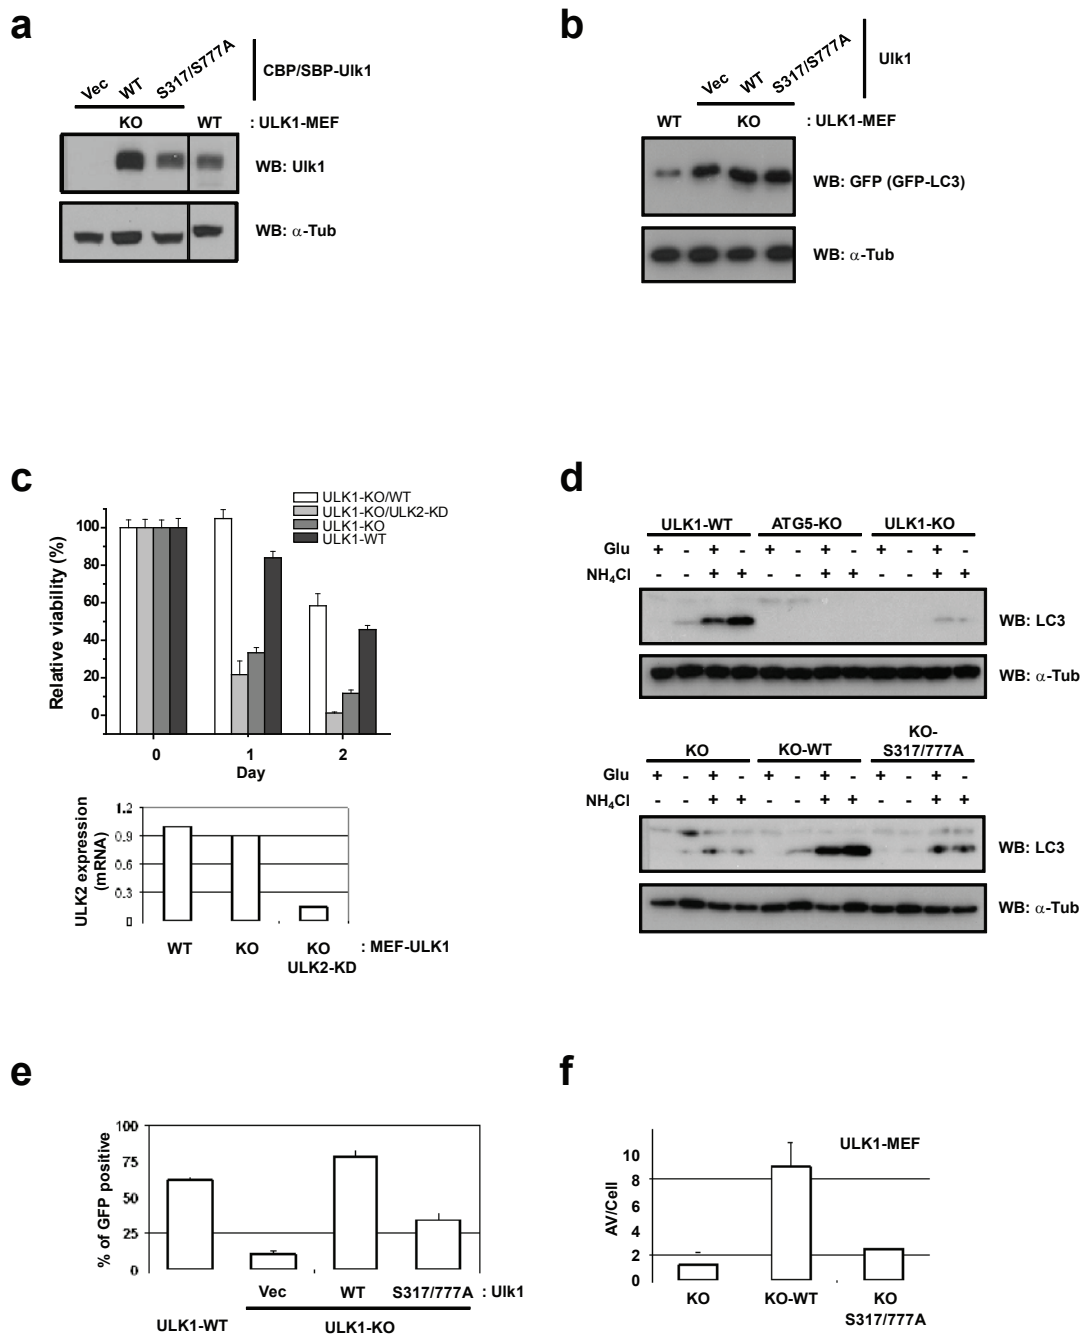 a
Vec WT S317/S777A
CBP/SBP-Ulk1
KO WT : ULK1-MEF
WB: Ulk1
WB: α-Tub
b
Vec WT S317/S777A
Ulk1
WT KO : ULK1-MEF
WB: GFP (GFP-LC3)
WB: α-Tub
c
ULK1-KO/WT
ULK1-KO/ULK2-KD
ULK1-KO
ULK1-WT
Relative viability (%)
100
80
60
40
20
0
0 1 2
Day
ULK2 expression
(mRNA)
1.2
0.9
0.6
0.3
0
WT KO KO : MEF-ULK1
ULK2-KD
d
ULK1-WT ATG5-KO ULK1-KO
Glu + - + - + - + - + - + -
NH4Cl - - + + - - + + - - + +
WB: LC3
WB: α-Tub
KO KO-WT KO-
S317/777A
Glu + - + - + - + - + - + -
NH4Cl - - + + - - + + - - + +
WB: LC3
WB: α-Tub
e
% of GFP positive
100
75
50
25
0
Vec WT S317/777A : Ulk1
ULK1-WT ULK1-KO
f
ULK1-MEF
AV/Cell
10
8
6
4
2
0
KO KO-WT KO
S317/777A